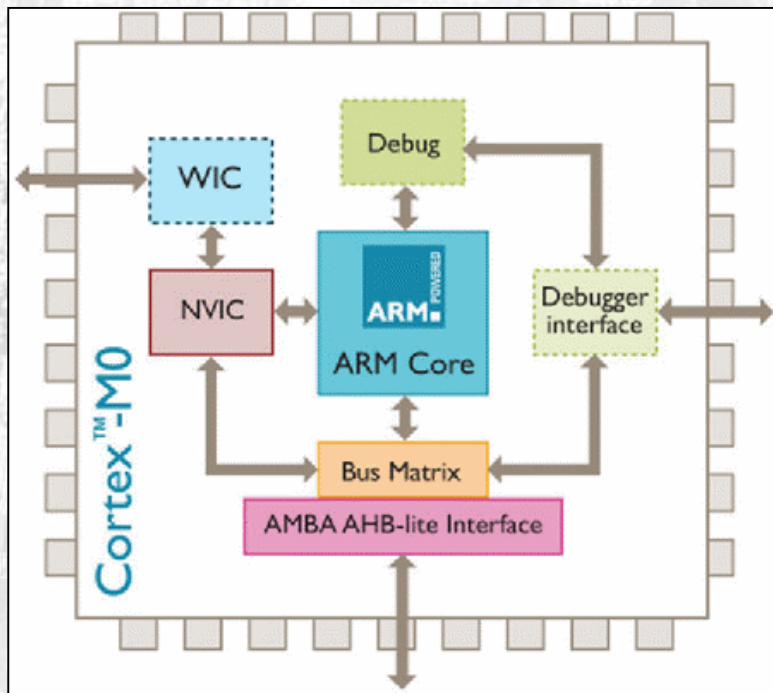 WIC
Debug
NVIC
ARM POWERED
ARM Core
Debugger
interface
Bus Matrix
AMBA AHB-lite Interface
Cortex™-M0